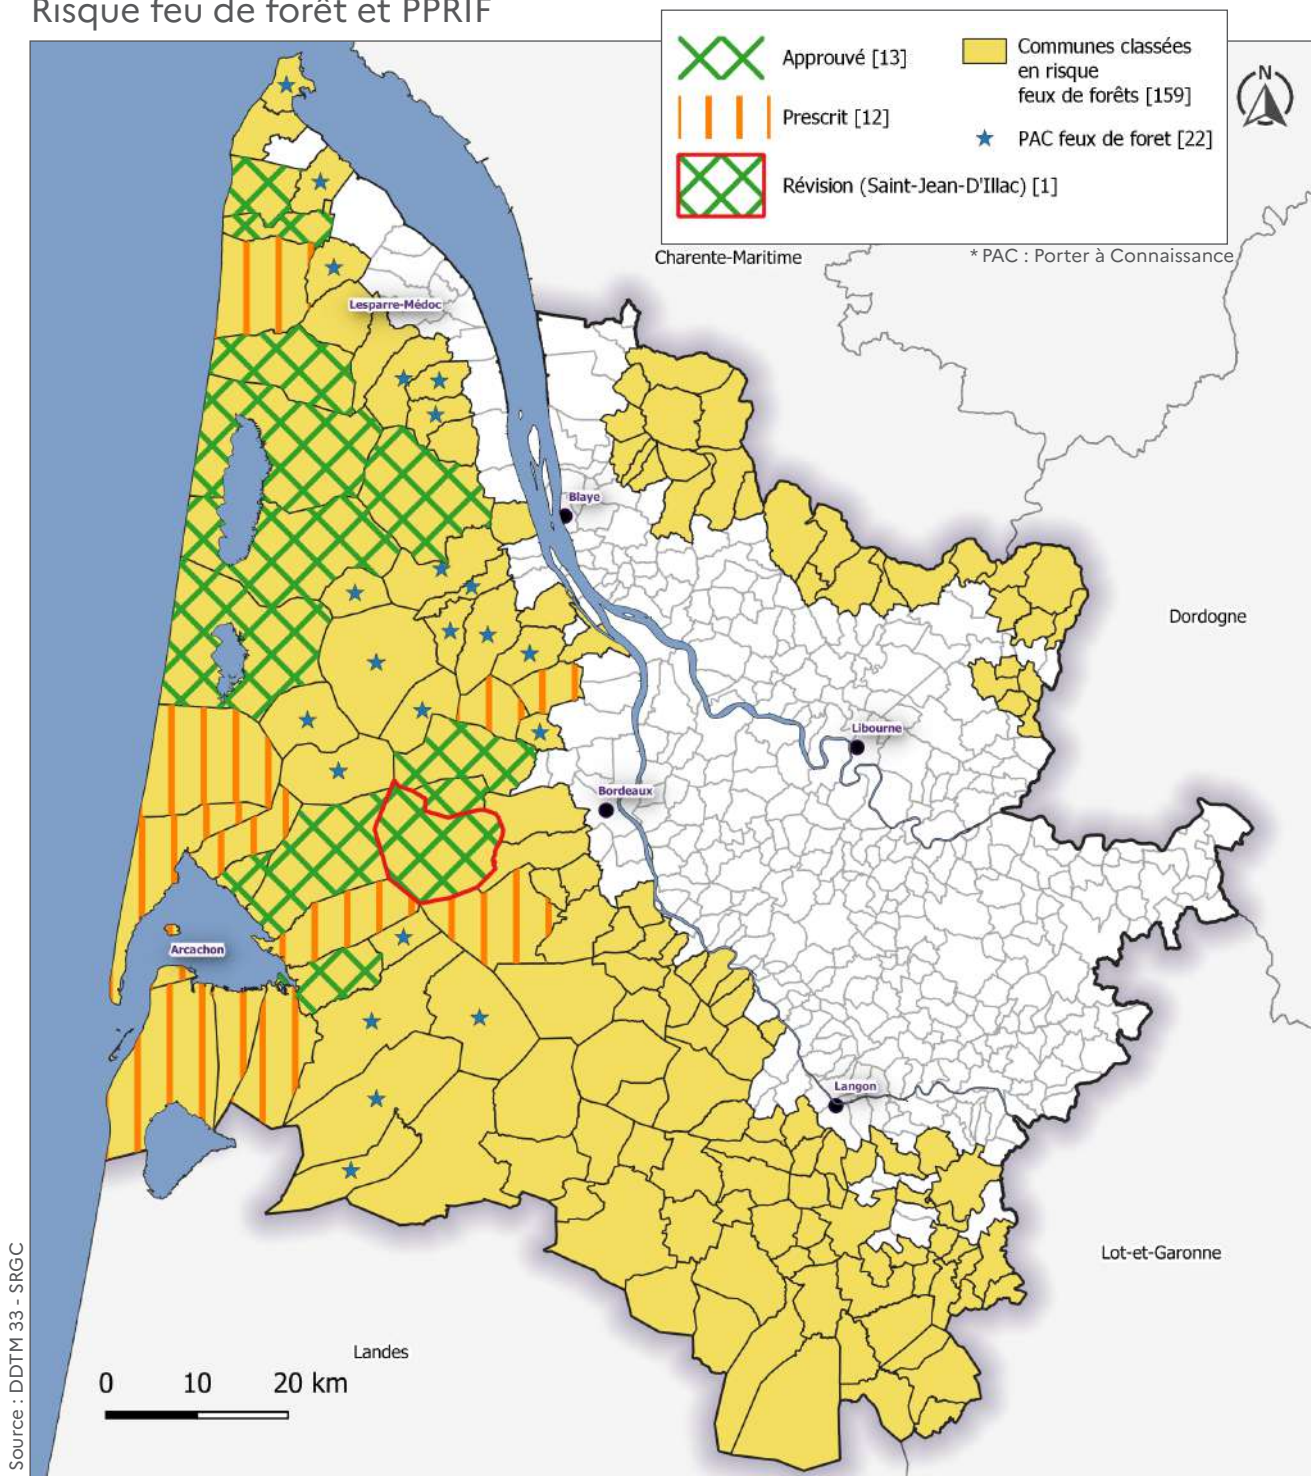 Risque feu de forêt et PPRIF
Approuvé [13]
Prescrit [12]
Révision (Saint-Jean-D'Illac) [1]
Communes classées
en risque
feux de forêts [159]
PAC feux de foret [22]
N
* PAC : Porter à Connaissance
Charente-Maritime
Lesparre-Médoc
Blaye
Dordogne
Libourne
Bordeaux
Arcachon
Langon
Lot-et-Garonne
Landes
0 10 20 km
Source : DDTM 33 - SRGC